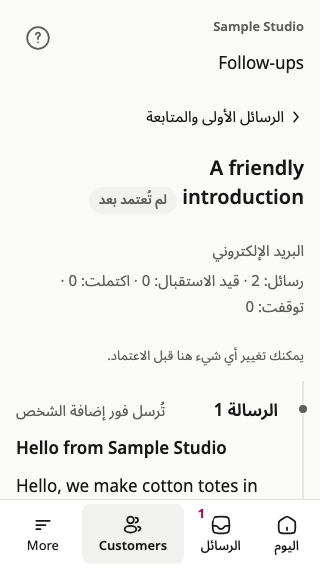 Sample Studio
Follow-ups
الرسائل الأولى والمتابعة
A friendly
introduction لم تُعتمد بعد
البريد الإلكتروني
رسائل: 2 · قيد الاستقبال: 0 · اكتملت: 0 ·
توقفت: 0
يمكنك تغيير أي شيء هنا قبل الاعتماد.
الرسالة 1 تُرسل فور إضافة الشخص
Hello from Sample Studio
Hello, we make cotton totes in
اليوم
الرسائل 1
Customers
More